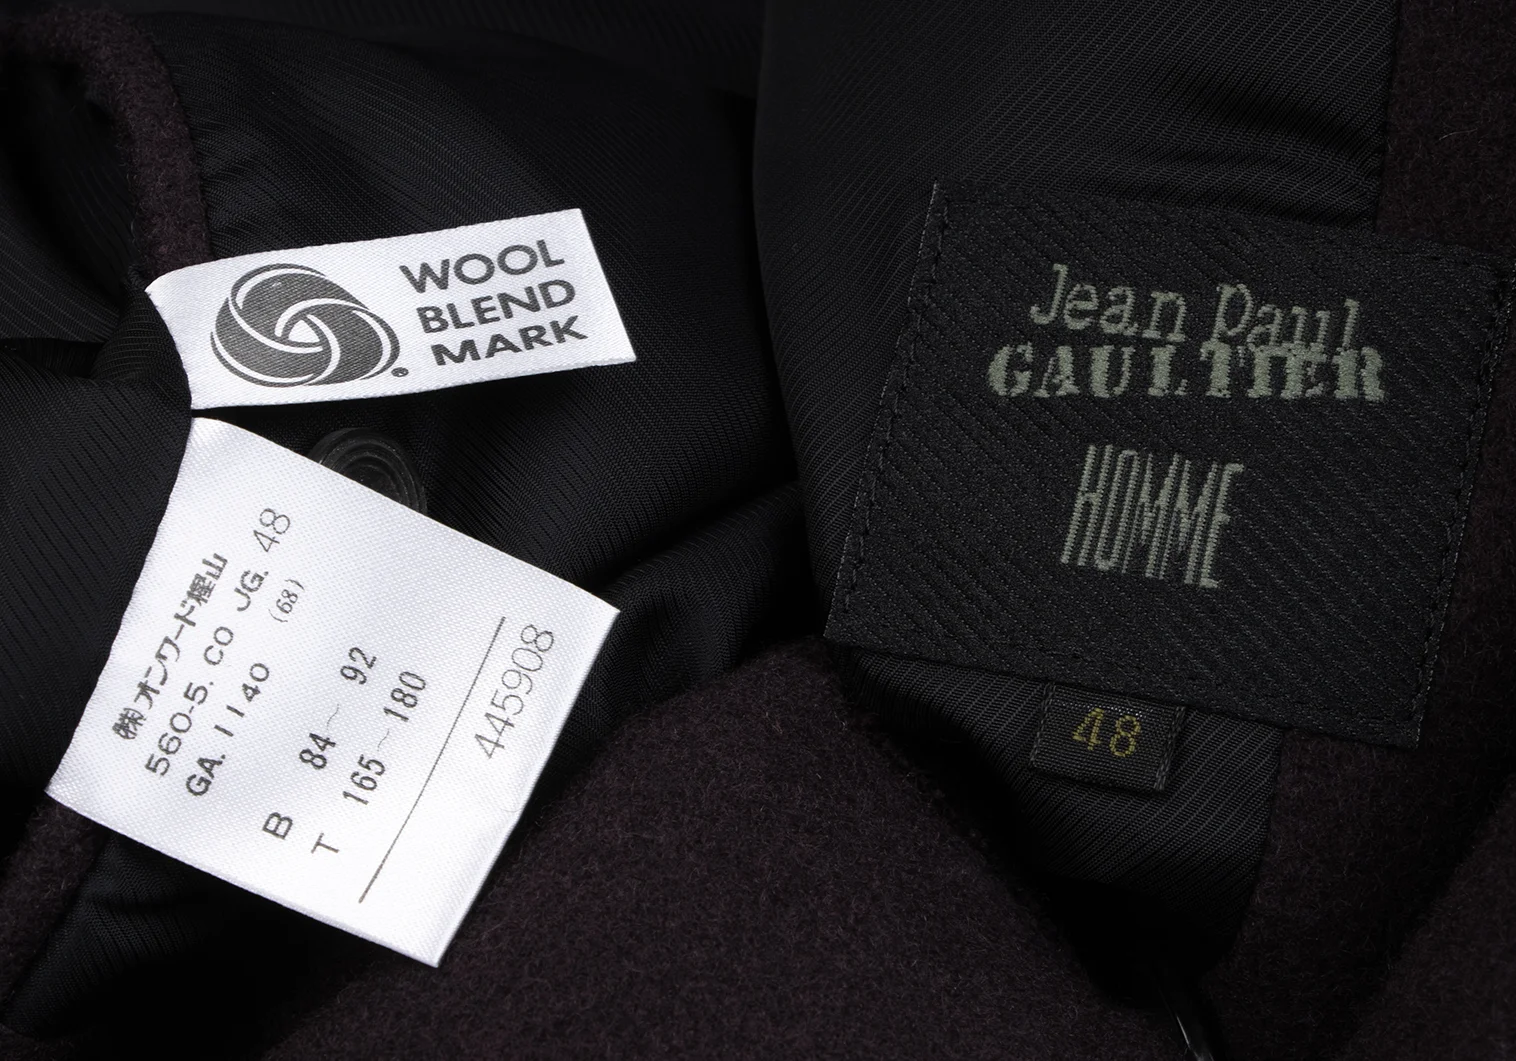 WOOL
BLEND
MARK
®
㈱オンワード樫山
560-5. CO JG. 48
GA. 1140 (68)
B 84~ 92
T 165~180
445908
Jean Paul
GAULTIER
HOMME
48